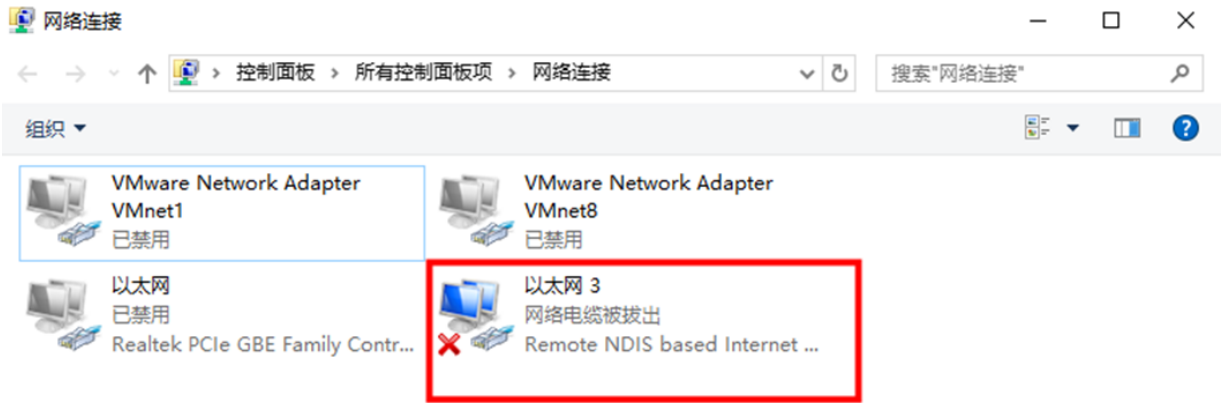 网络连接
控制面板 › 所有控制面板项 › 网络连接
搜索"网络连接"
组织
VMware Network Adapter
VMnet1
已禁用
VMware Network Adapter
VMnet8
已禁用
以太网
已禁用
Realtek PCIe GBE Family Contr...
以太网 3
网络电缆被拔出
Remote NDIS based Internet ...